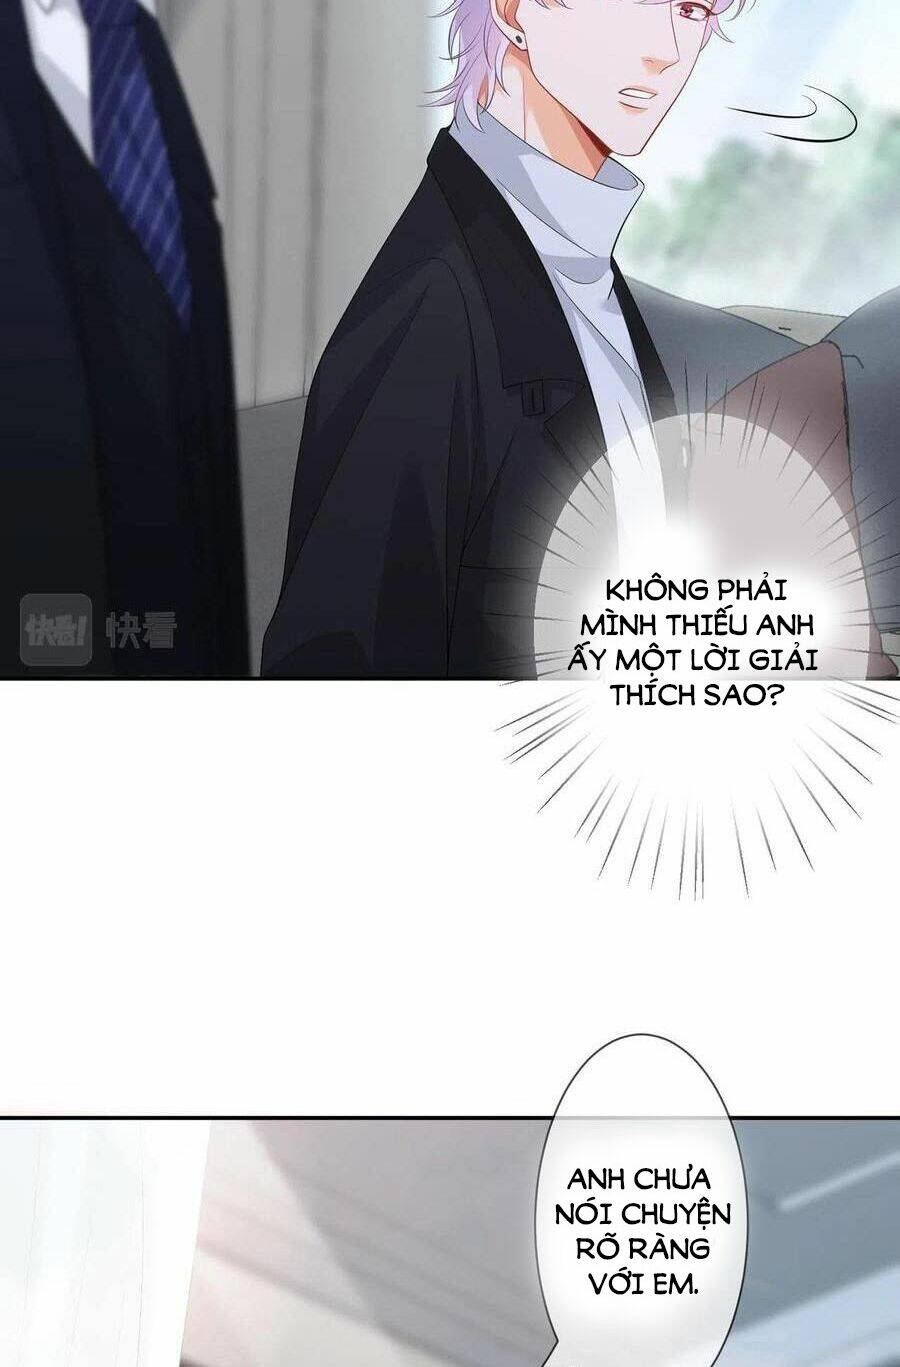 快看! 快看
KHÔNG PHẢI
MÌNH THIẾU ANH
ẤY MỘT LỜI GIẢI
THÍCH SAO?
ANH CHƯA
NÓI CHUYỆN
RÕ RÀNG
VỚI EM.